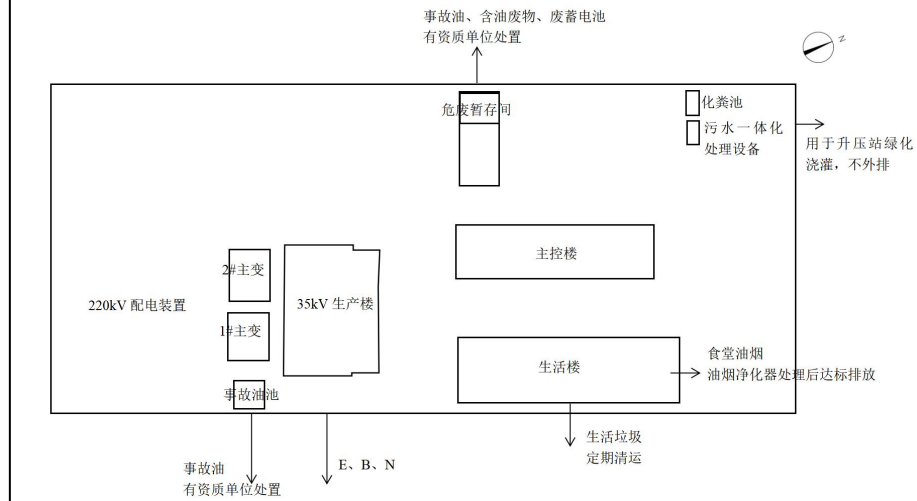 事故油、含油废物、废蓄电池
有资质单位处置
N
危废暂存间
化粪池
污水一体化
处理设备
用于升压站绿化
浇灌，不外排
主控楼
2#主变
35kV 生产楼
220kV 配电装置
1#主变
生活楼
食堂油烟
油烟净化器处理后达标排放
事故油池
生活垃圾
定期清运
事故油
有资质单位处置
E、B、N